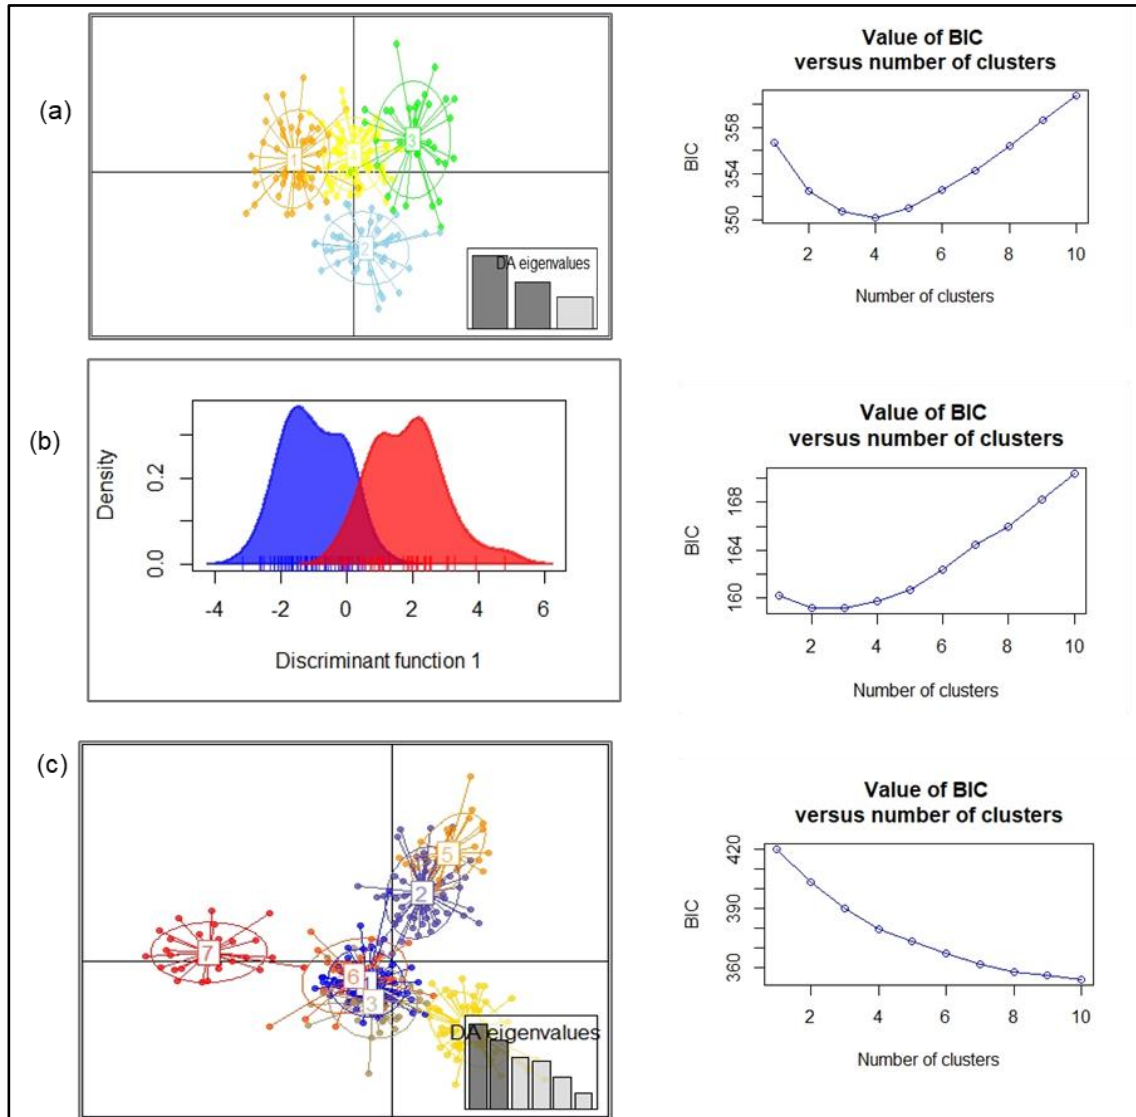 (a)
1
4
3
2
DA eigenvalues
Value of BIC
versus number of clusters
BIC
350 354 358
2 4 6 8 10
Number of clusters
(b)
Density
0.0 0.2
-4 -2 0 2 4 6
Discriminant function 1
Value of BIC
versus number of clusters
BIC
160 164 168
2 4 6 8 10
Number of clusters
(c)
5
2
7
6
1
3
DA eigenvalues
Value of BIC
versus number of clusters
BIC
360 390 420
2 4 6 8 10
Number of clusters